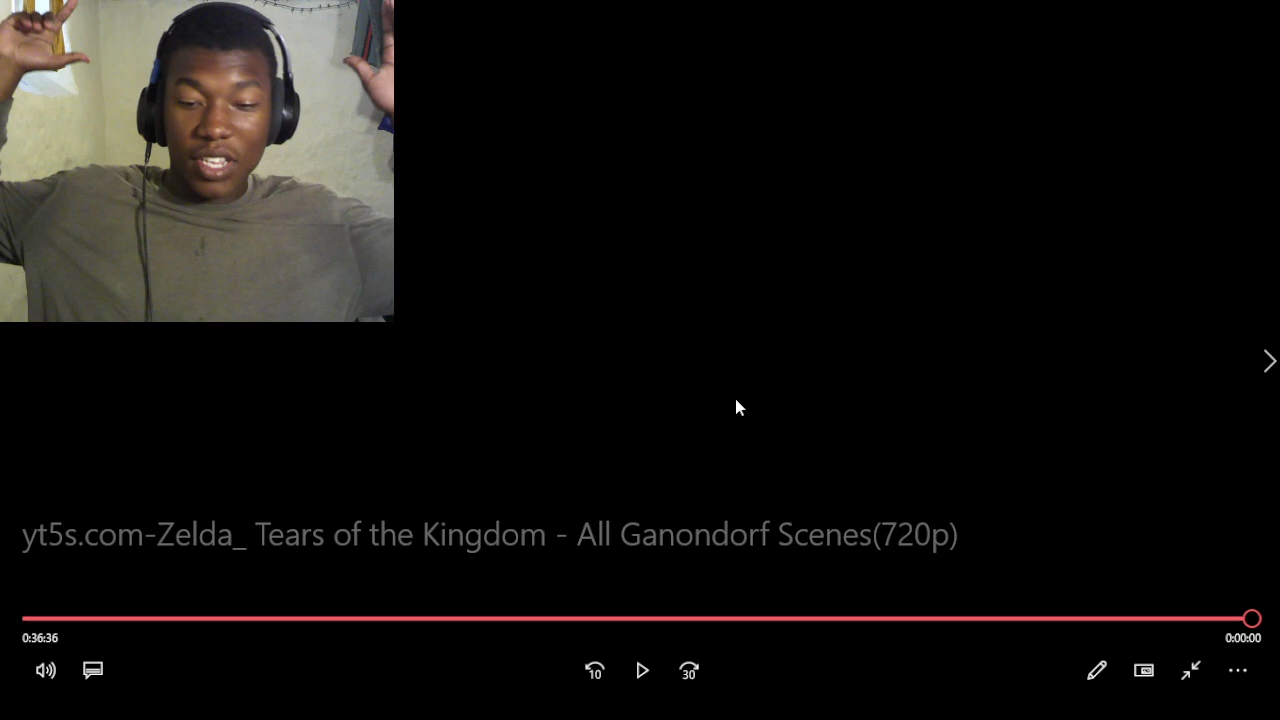 yt5s.com-Zelda_ Tears of the Kingdom - All Ganondorf Scenes(720p)
0:36:36
0:00:00
10
30